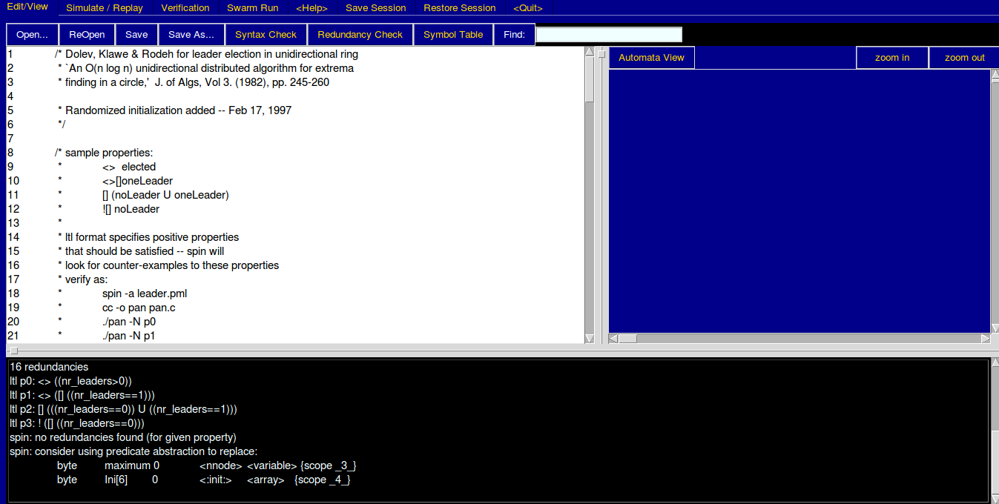 Edit/View Simulate / Replay Verification Swarm Run <Help> Save Session Restore Session <Quit>
Open... ReOpen Save Save As... Syntax Check Redundancy Check Symbol Table Find:
Automata View zoom in zoom out
1 /* Dolev, Klawe & Rodeh for leader election in unidirectional ring
2 * `An O(n log n) unidirectional distributed algorithm for extrema
3 * finding in a circle,' J. of Algs, Vol 3. (1982), pp. 245-260
4
5 * Randomized initialization added -- Feb 17, 1997
6 */
7
8 /* sample properties:
9 * <> elected
10 * <>[]oneLeader
11 * [] (noLeader U oneLeader)
12 * ![] noLeader
13 *
14 * ltl format specifies positive properties
15 * that should be satisfied -- spin will
16 * look for counter-examples to these properties
17 * verify as:
18 * spin -a leader.pml
19 * cc -o pan pan.c
20 * ./pan -N p0
21 * ./pan -N p1
16 redundancies
ltl p0: <> ((nr_leaders>0))
ltl p1: <> ([] ((nr_leaders==1)))
ltl p2: [] (((nr_leaders==0)) U ((nr_leaders==1)))
ltl p3: ! ([] ((nr_leaders==0)))
spin: no redundancies found (for given property)
spin: consider using predicate abstraction to replace:
byte maximum 0 <nnode> <variable> {scope _3_}
byte Ini[6] 0 <:init:> <array> {scope _4_}